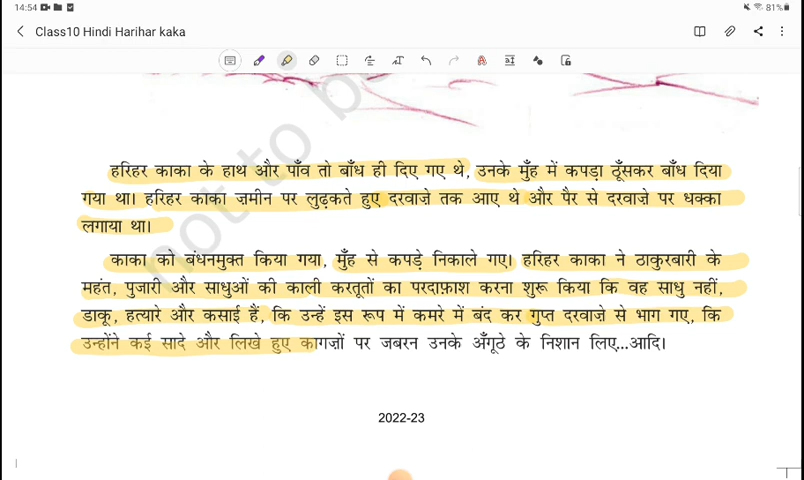 14:54
81%
Class10 Hindi Harihar kaka
not to b
हरिहर काका के हाथ और पाँव तो बाँध ही दिए गए थे, उनके मुँह में कपड़ा ठूँसकर बाँध दिया
गया था। हरिहर काका ज़मीन पर लुढ़कते हुए दरवाज़े तक आए थे और पैर से दरवाज़े पर धक्का
लगाया था।
काका को बंधनमुक्त किया गया, मुँह से कपड़े निकाले गए। हरिहर काका ने ठाकुरबारी के
महंत, पुजारी और साधुओं की काली करतूतों का परदाफ़ाश करना शुरू किया कि वह साधु नहीं,
डाकू, हत्यारे और कसाई हैं, कि उन्हें इस रूप में कमरे में बंद कर गुप्त दरवाज़े से भाग गए, कि
उन्होंने कई सादे और लिखे हुए कागज़ों पर जबरन उनके अँगूठे के निशान लिए...आदि।
2022-23